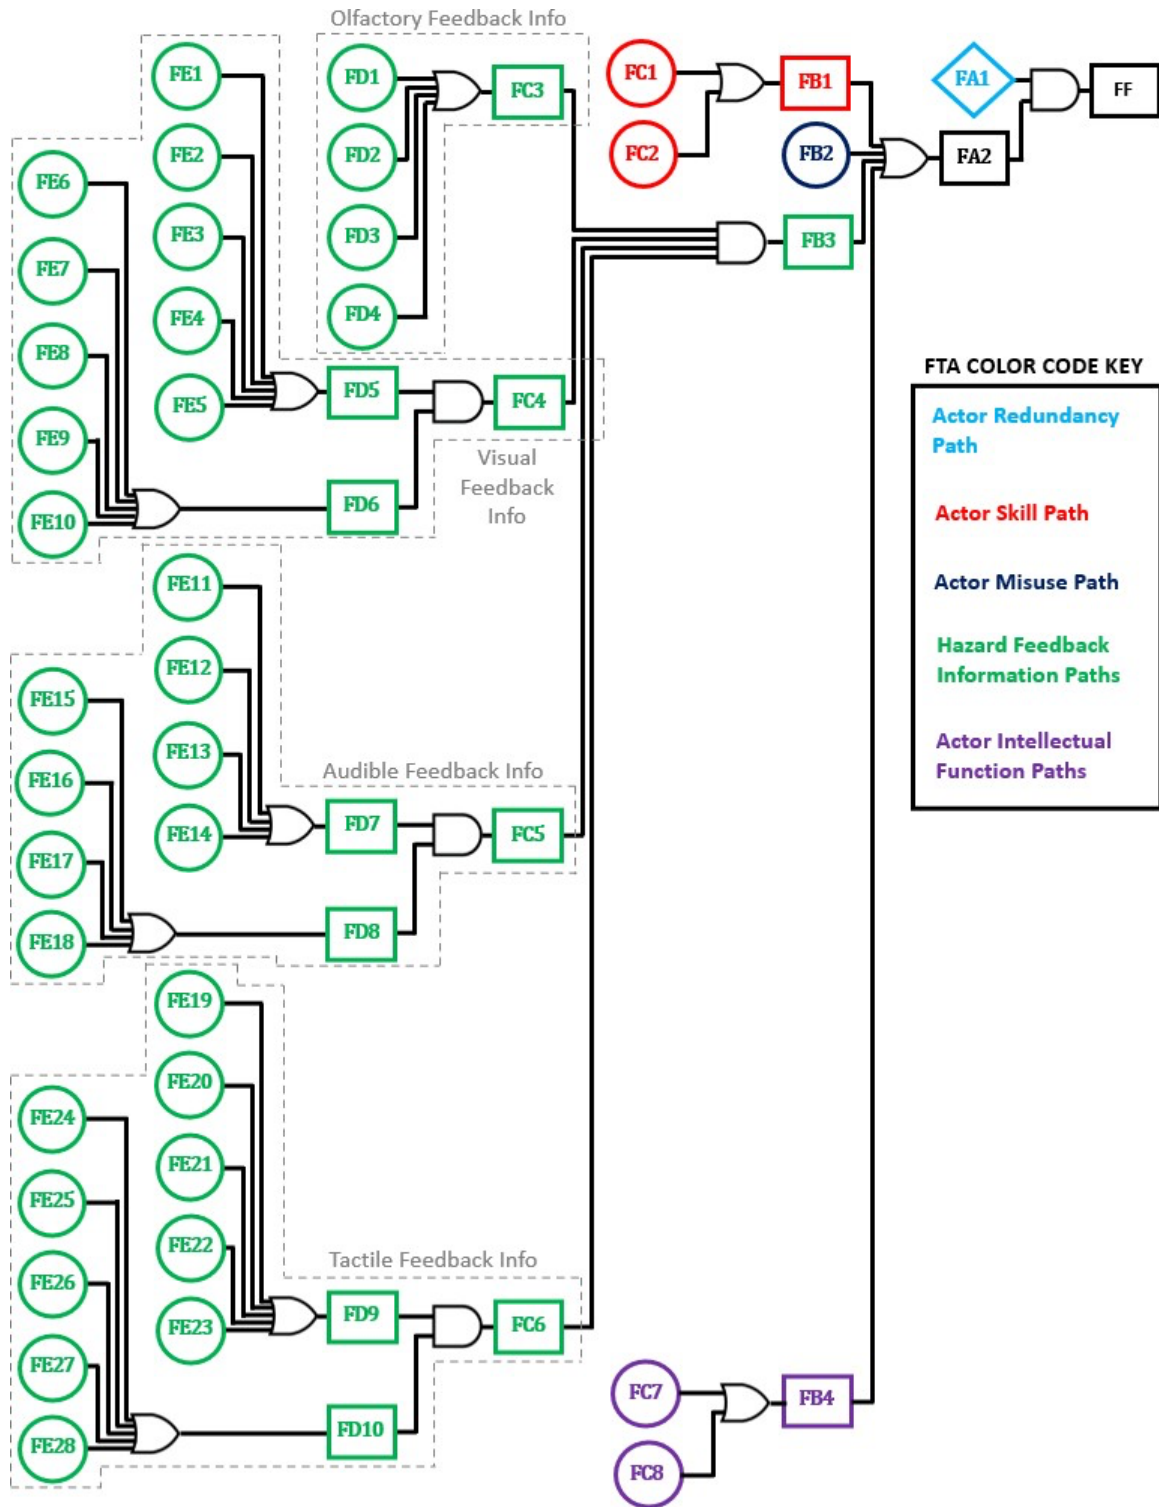 Olfactory Feedback Info
FE1
FE2
FE3
FE4
FE5
FE6
FE7
FE8
FE9
FE10
FD1
FD2
FD3
FD4
FC3
FD5
FC4
FD6
Visual
Feedback
Info
FC1
FC2
FB1
FB2
FB3
FA1
FA2
FF
FTA COLOR CODE KEY
Actor Redundancy
Path
Actor Skill Path
Actor Misuse Path
Hazard Feedback
Information Paths
Actor Intellectual
Function Paths
FE11
FE12
FE13
FE14
FE15
FE16
FE17
FE18
Audible Feedback Info
FD7
FC5
FD8
FE19
FE20
FE21
FE22
FE23
FE24
FE25
FE26
FE27
FE28
Tactile Feedback Info
FD9
FC6
FD10
FC7
FC8
FB4